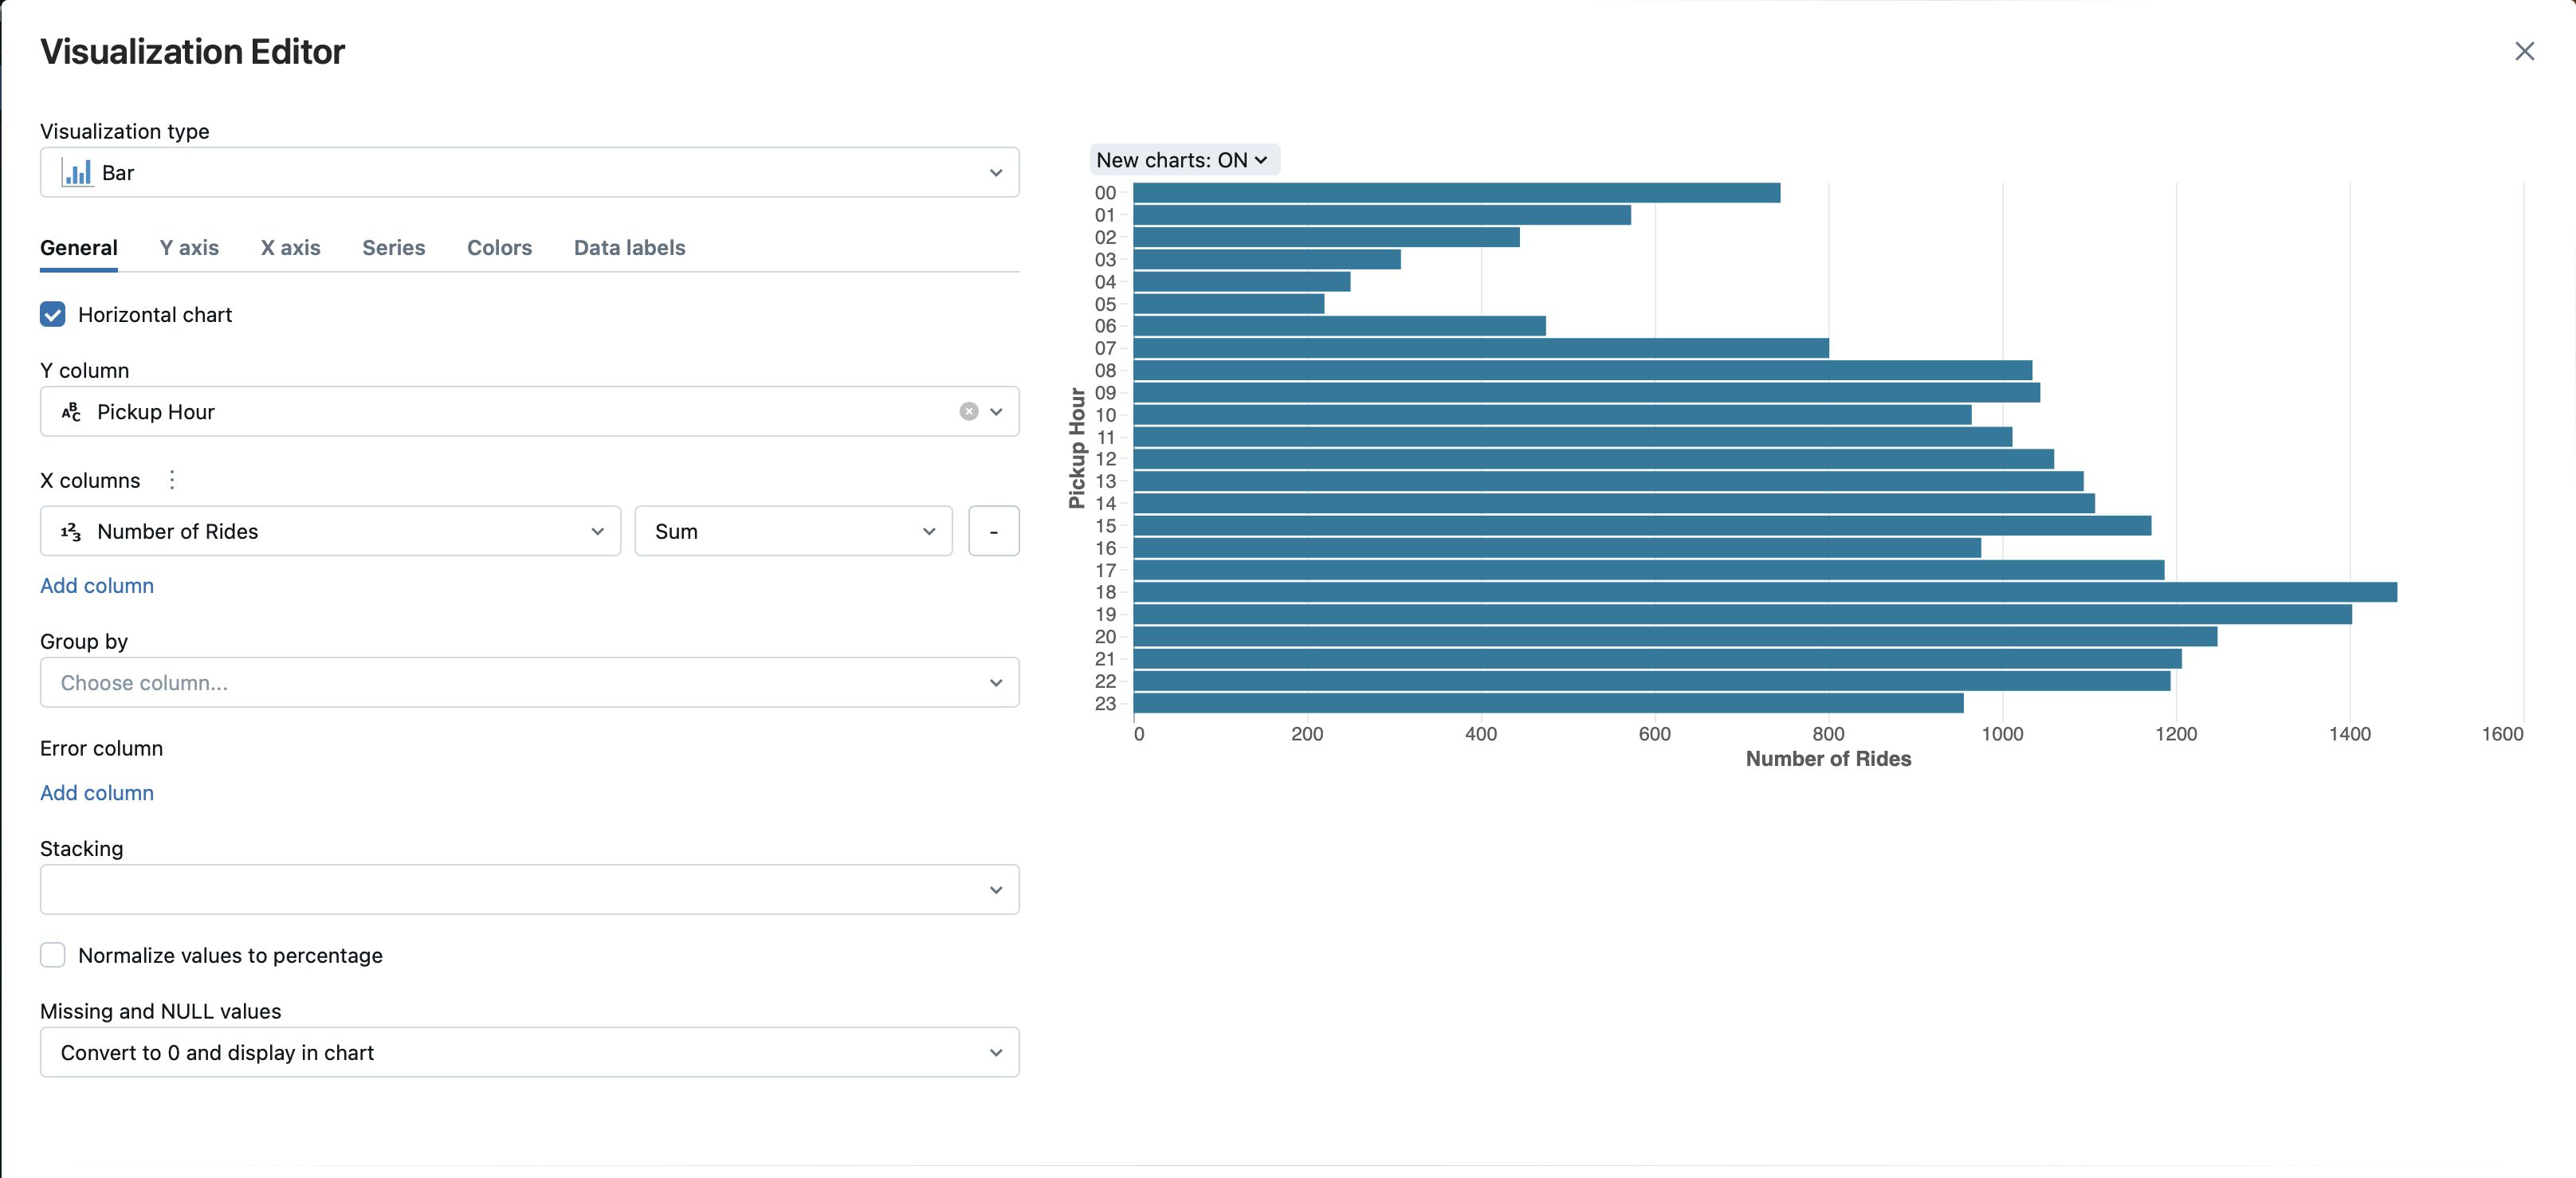 Visualization Editor
Visualization type
Bar
General Y axis X axis Series Colors Data labels
Horizontal chart
Y column
ABC Pickup Hour
X columns
123 Number of Rides Sum -
Add column
Group by
Choose column...
Error column
Add column
Stacking
Normalize values to percentage
Missing and NULL values
Convert to 0 and display in chart
New charts: ON
Pickup Hour
00
01
02
03
04
05
06
07
08
09
10
11
12
13
14
15
16
17
18
19
20
21
22
23
0 200 400 600 800 1000 1200 1400 1600
Number of Rides